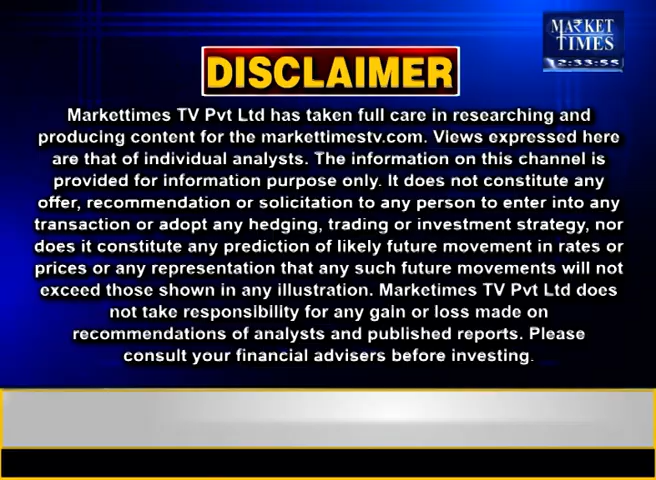 MARKET
TIMES
12:33:55
DISCLAIMER
Markettimes TV Pvt Ltd has taken full care in researching and
producing content for the markettimestv.com. Views expressed here
are that of individual analysts. The information on this channel is
provided for information purpose only. It does not constitute any
offer, recommendation or solicitation to any person to enter into any
transaction or adopt any hedging, trading or investment strategy, nor
does it constitute any prediction of likely future movement in rates or
prices or any representation that any such future movements will not
exceed those shown in any illustration. Marketimes TV Pvt Ltd does
not take responsibility for any gain or loss made on
recommendations of analysts and published reports. Please
consult your financial advisers before investing.